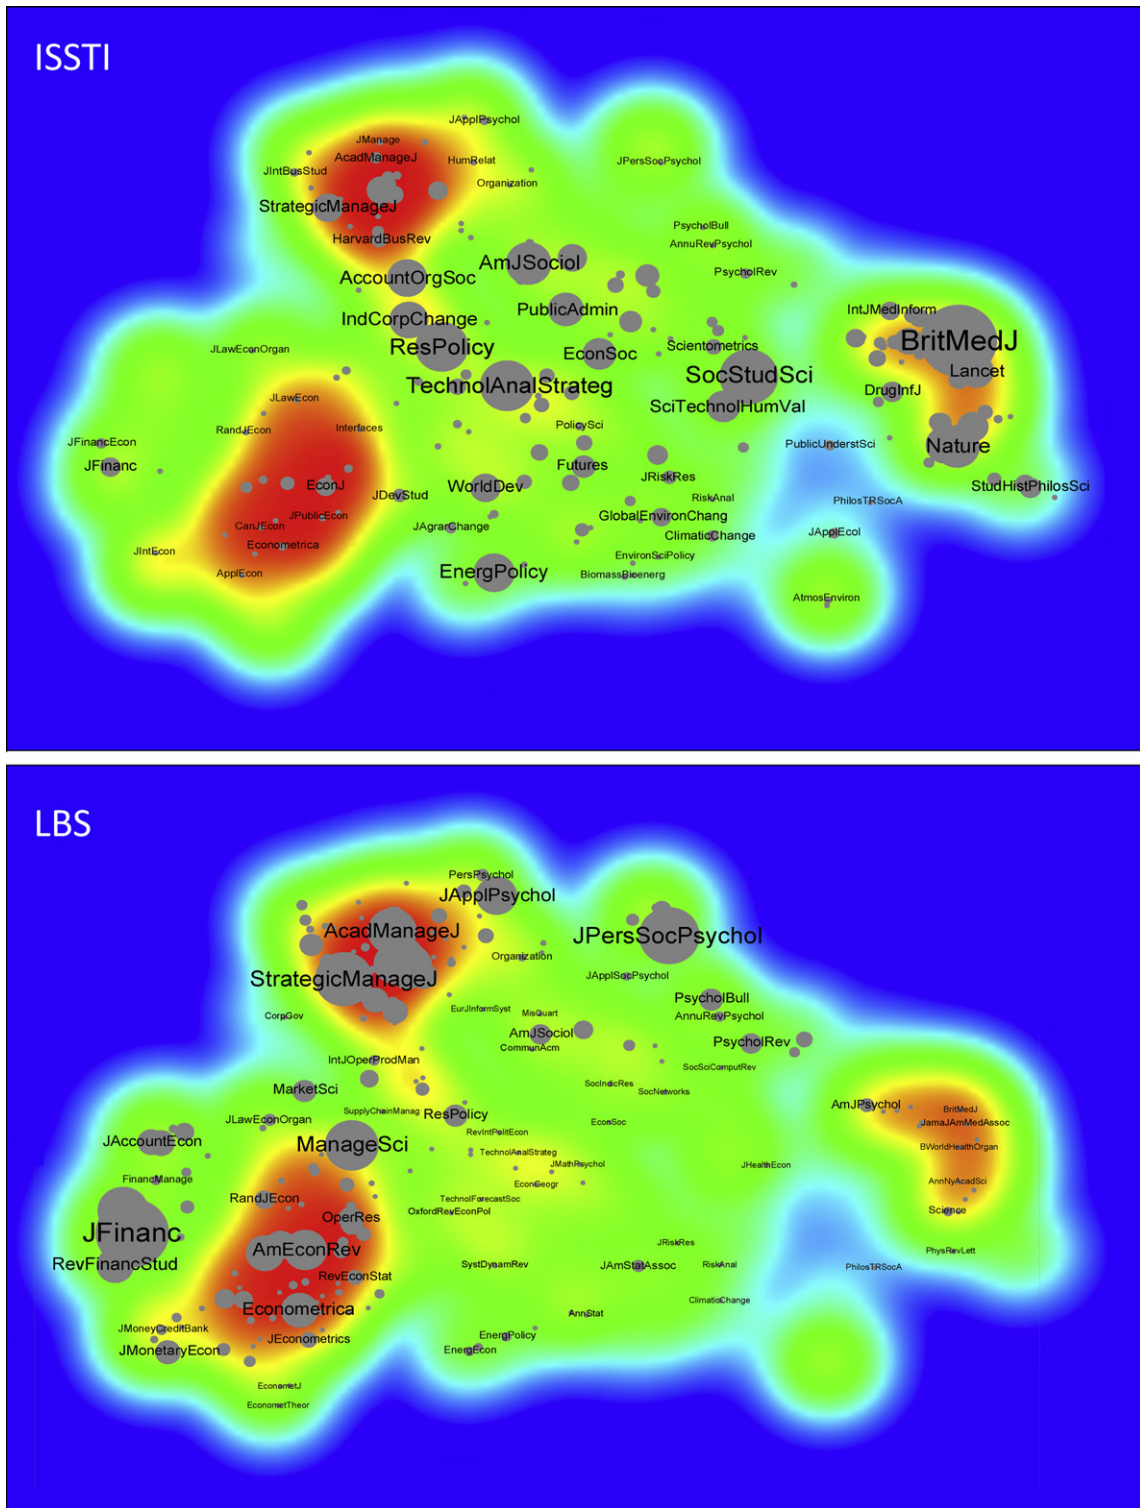 ISSTI
JApplPsychol
JManage
AcadManageJ
HumRelat
JPersSocPsychol
JIntBusStud
Organization
StrategicManageJ
PsycholBull
HarvardBusRev
AnnuRevPsychol
AmJSociol
PsycholRev
AccountOrgSoc
PublicAdmin
IntJMedInform
IndCorpChange
BritMedJ
ResPolicy
Scientometrics
JLawEconOrgan
EconSoc
Lancet
SocStudSci
TechnolAnalStrateg
DrugInfJ
JLawEcon
SciTechnolHumVal
RandJEcon
Interfaces
PolicySci
JFinancEcon
PublicUnderstSci
Nature
JFinanc
Futures
JRiskRes
EconJ
WorldDev
StudHistPhilosSci
JDevStud
RiskAnal
PhilosTRSocA
JPublicEcon
GlobalEnvironChang
CanJEcon
JAgrarChange
JApplEcol
ClimaticChange
Econometrica
JIntEcon
EnvironSciPolicy
EnergPolicy
ApplEcon
BiomassBioenerg
AtmosEnviron
LBS
PersPsychol
JApplPsychol
AcadManageJ
JPersSocPsychol
Organization
StrategicManageJ
JApplSocPsychol
PsycholBull
EurJInformSyst
MisQuart
CorpGov
AnnuRevPsychol
AmJSociol
PsycholRev
CommunAcm
IntJOperProdMan
SocSciComputRev
SocIndicRes
MarketSci
SocNetworks
AmJPsychol
BritMedJ
SupplyChainManag
ResPolicy
JLawEconOrgan
EconSoc
JamaJAmMedAssoc
RevIntPolitEcon
JAccountEcon
ManageSci
BWorldHealthOrgan
TechnolAnalStrateg
JMathPsychol
JHealthEcon
FinancManage
EconGeogr
AnnNyAcadSci
RandJEcon
TechnolForecastSoc
OxfordRevEconPol
Science
OperRes
JFinanc
JRiskRes
AmEconRev
PhysRevLett
RevFinancStud
SystDynamRev
JAmStatAssoc
RiskAnal
PhilosTRSocA
RevEconStat
ClimaticChange
Econometrica
AnnStat
JMoneyCreditBank
EnergPolicy
JEconometrics
JMonetaryEcon
EnergEcon
EconometJ
EconometTheor